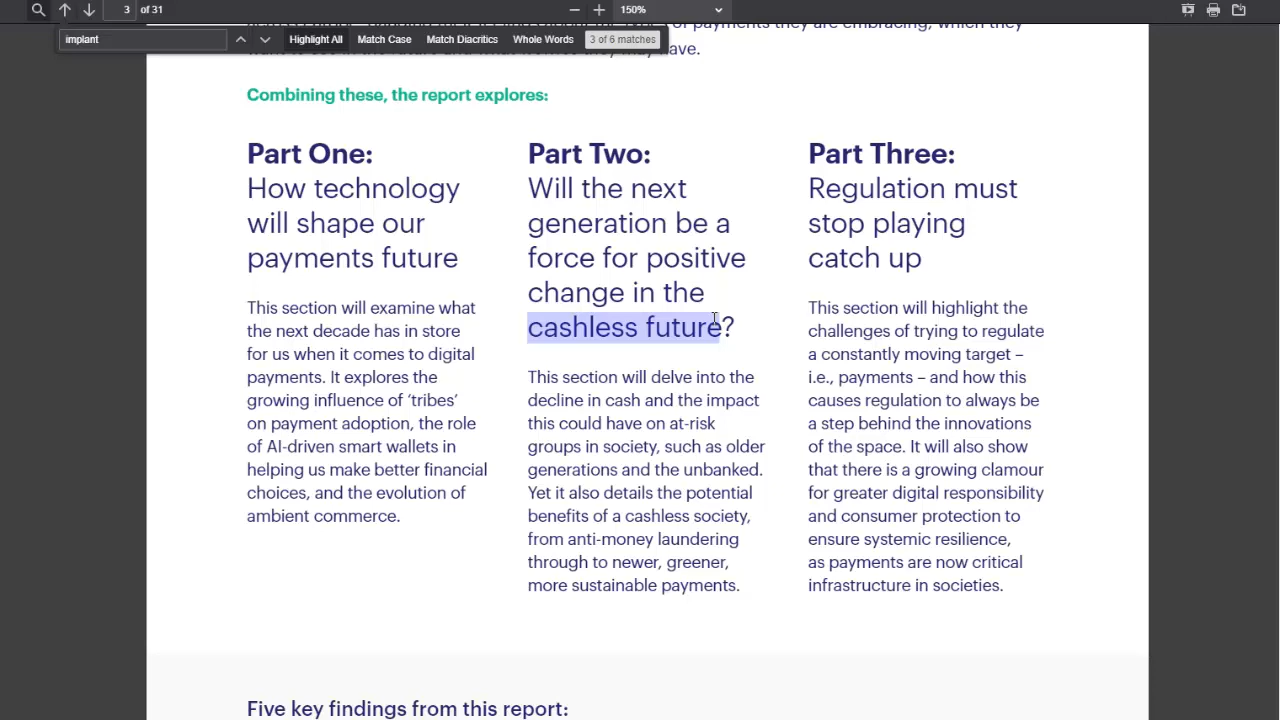 3 of 31 150%
of payments they are embracing, which they
implant Highlight All Match Case Match Diacritics Whole Words 3 of 6 matches
have.
Combining these, the report explores:
Part One:
How technology
will shape our
payments future
This section will examine what
the next decade has in store
for us when it comes to digital
payments. It explores the
growing influence of ‘tribes’
on payment adoption, the role
of AI-driven smart wallets in
helping us make better financial
choices, and the evolution of
ambient commerce.
Part Two:
Will the next
generation be a
force for positive
change in the
cashless future?
This section will delve into the
decline in cash and the impact
this could have on at-risk
groups in society, such as older
generations and the unbanked.
Yet it also details the potential
benefits of a cashless society,
from anti-money laundering
through to newer, greener,
more sustainable payments.
Part Three:
Regulation must
stop playing
catch up
This section will highlight the
challenges of trying to regulate
a constantly moving target –
i.e., payments – and how this
causes regulation to always be
a step behind the innovations
of the space. It will also show
that there is a growing clamour
for greater digital responsibility
and consumer protection to
ensure systemic resilience,
as payments are now critical
infrastructure in societies.
Five key findings from this report: